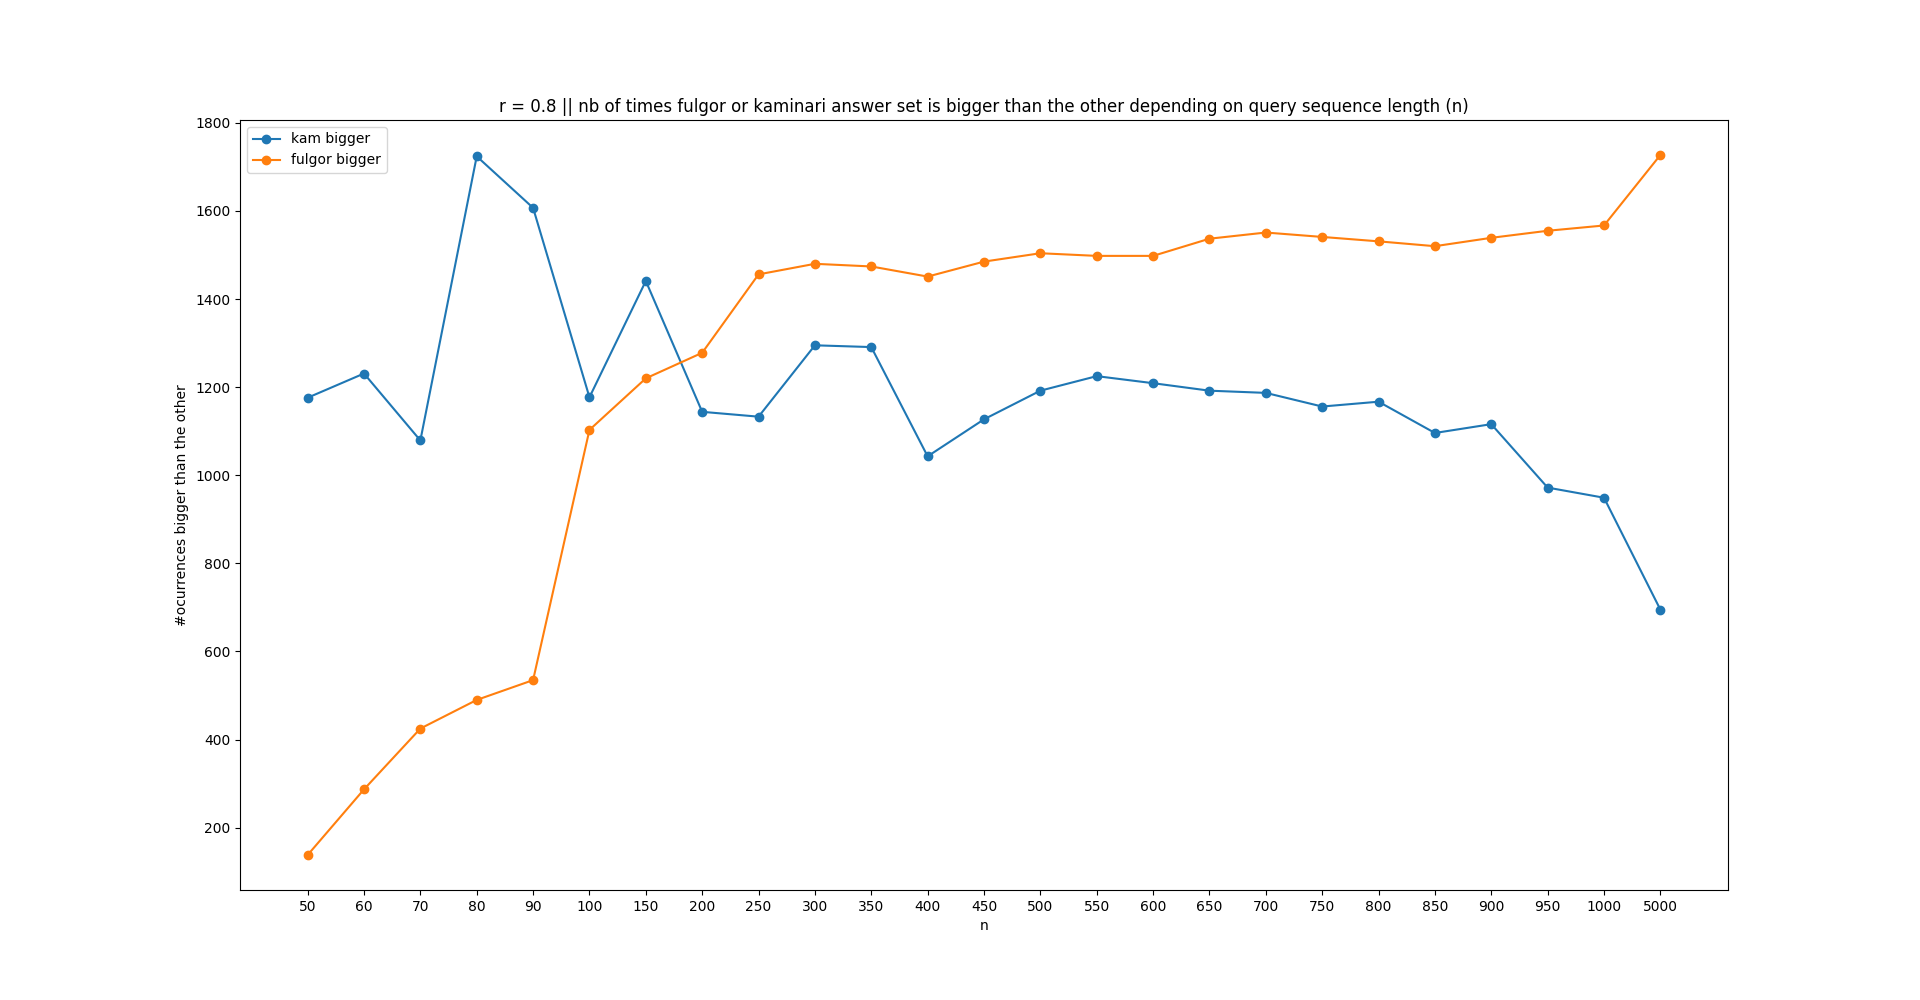 r = 0.8 || nb of times fulgor or kaminari answer set is bigger than the other depending on query sequence length (n)
kam bigger
fulgor bigger
#ocurrences bigger than the other
1800
1600
1400
1200
1000
800
600
400
200
50 60 70 80 90 100 150 200 250 300 350 400 450 500 550 600 650 700 750 800 850 900 950 1000 5000
n